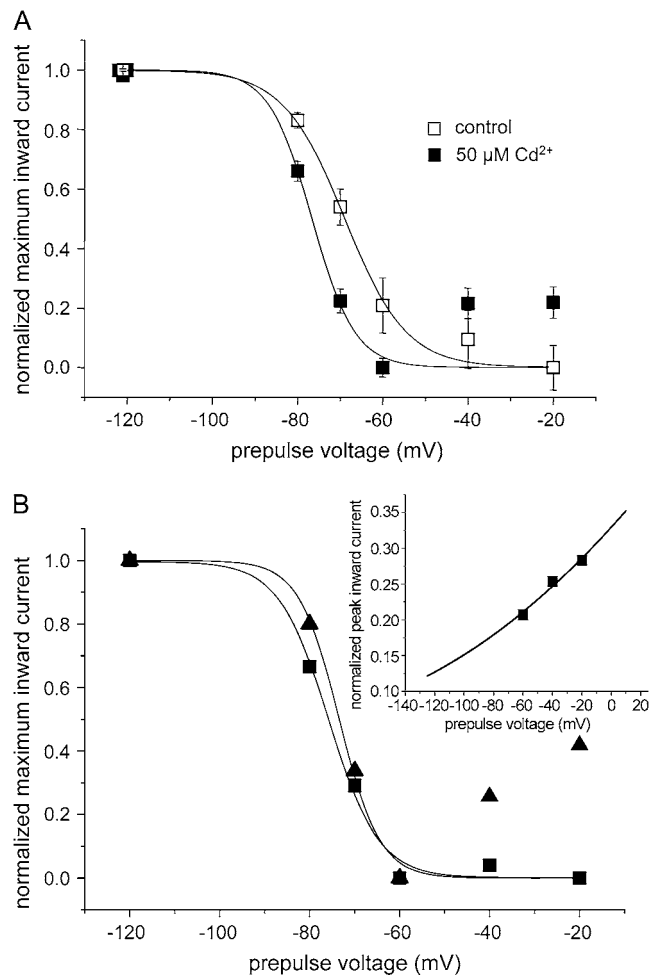 A
normalized maximum inward current
1.0
0.8
0.6
0.4
0.2
0.0
control
50 µM Cd²⁺
-120 -100 -80 -60 -40 -20
prepulse voltage (mV)
B
normalized maximum inward current
1.0
0.8
0.6
0.4
0.2
0.0
normalized peak inward current
0.35
0.30
0.25
0.20
0.15
0.10
-140 -120 -100 -80 -60 -40 -20 0 20
prepulse voltage (mV)
-120 -100 -80 -60 -40 -20
prepulse voltage (mV)